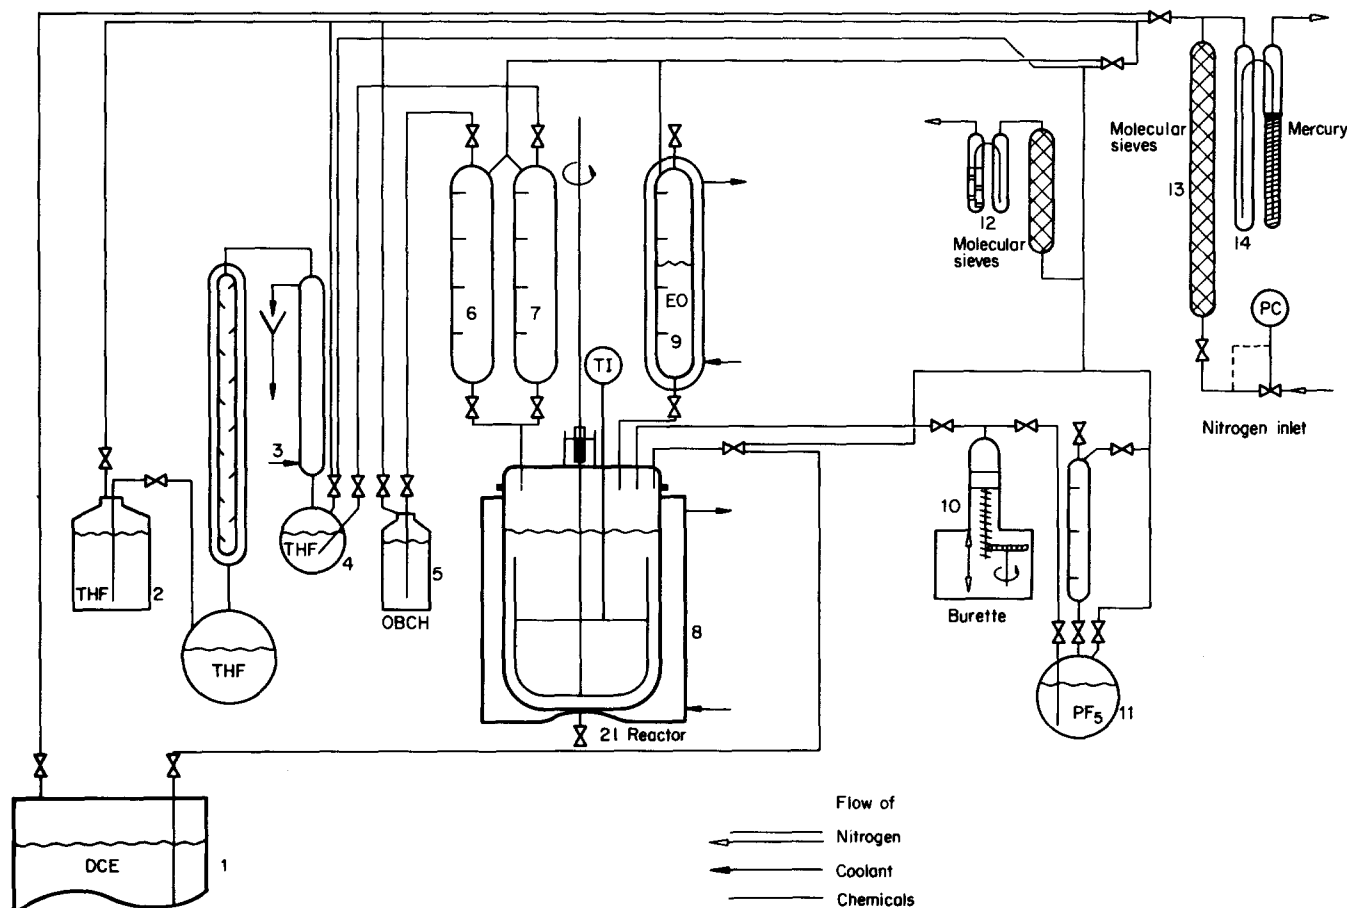 Molecular
sieves
13
Mercury
14
12
Molecular
sieves
PC
Nitrogen inlet
6
7
EO
9
TI
3
THF
4
THF
2
5
OBCH
THF
8
10
Burette
PF5
11
2l Reactor
DCE
1
Flow of
Nitrogen
Coolant
Chemicals